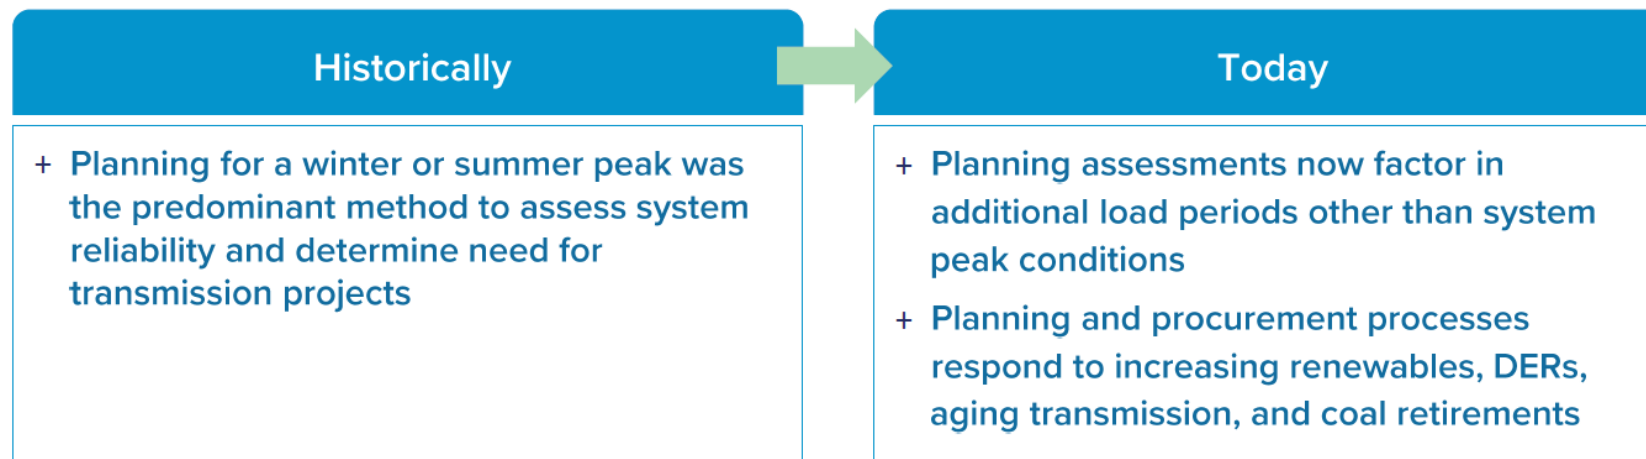 Historically
+ Planning for a winter or summer peak was
the predominant method to assess system
reliability and determine need for
transmission projects
Today
+ Planning assessments now factor in
additional load periods other than system
peak conditions
+ Planning and procurement processes
respond to increasing renewables, DERs,
aging transmission, and coal retirements